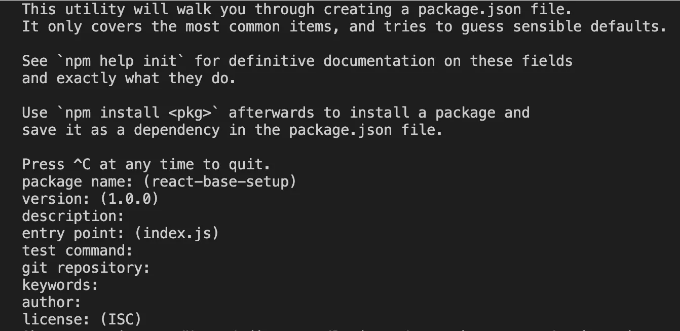 This utility will walk you through creating a package.json file.
It only covers the most common items, and tries to guess sensible defaults.
See `npm help init` for definitive documentation on these fields
and exactly what they do.
Use `npm install <pkg>` afterwards to install a package and
save it as a dependency in the package.json file.
Press ^C at any time to quit.
package name: (react-base-setup)
version: (1.0.0)
description:
entry point: (index.js)
test command:
git repository:
keywords:
author:
license: (ISC)